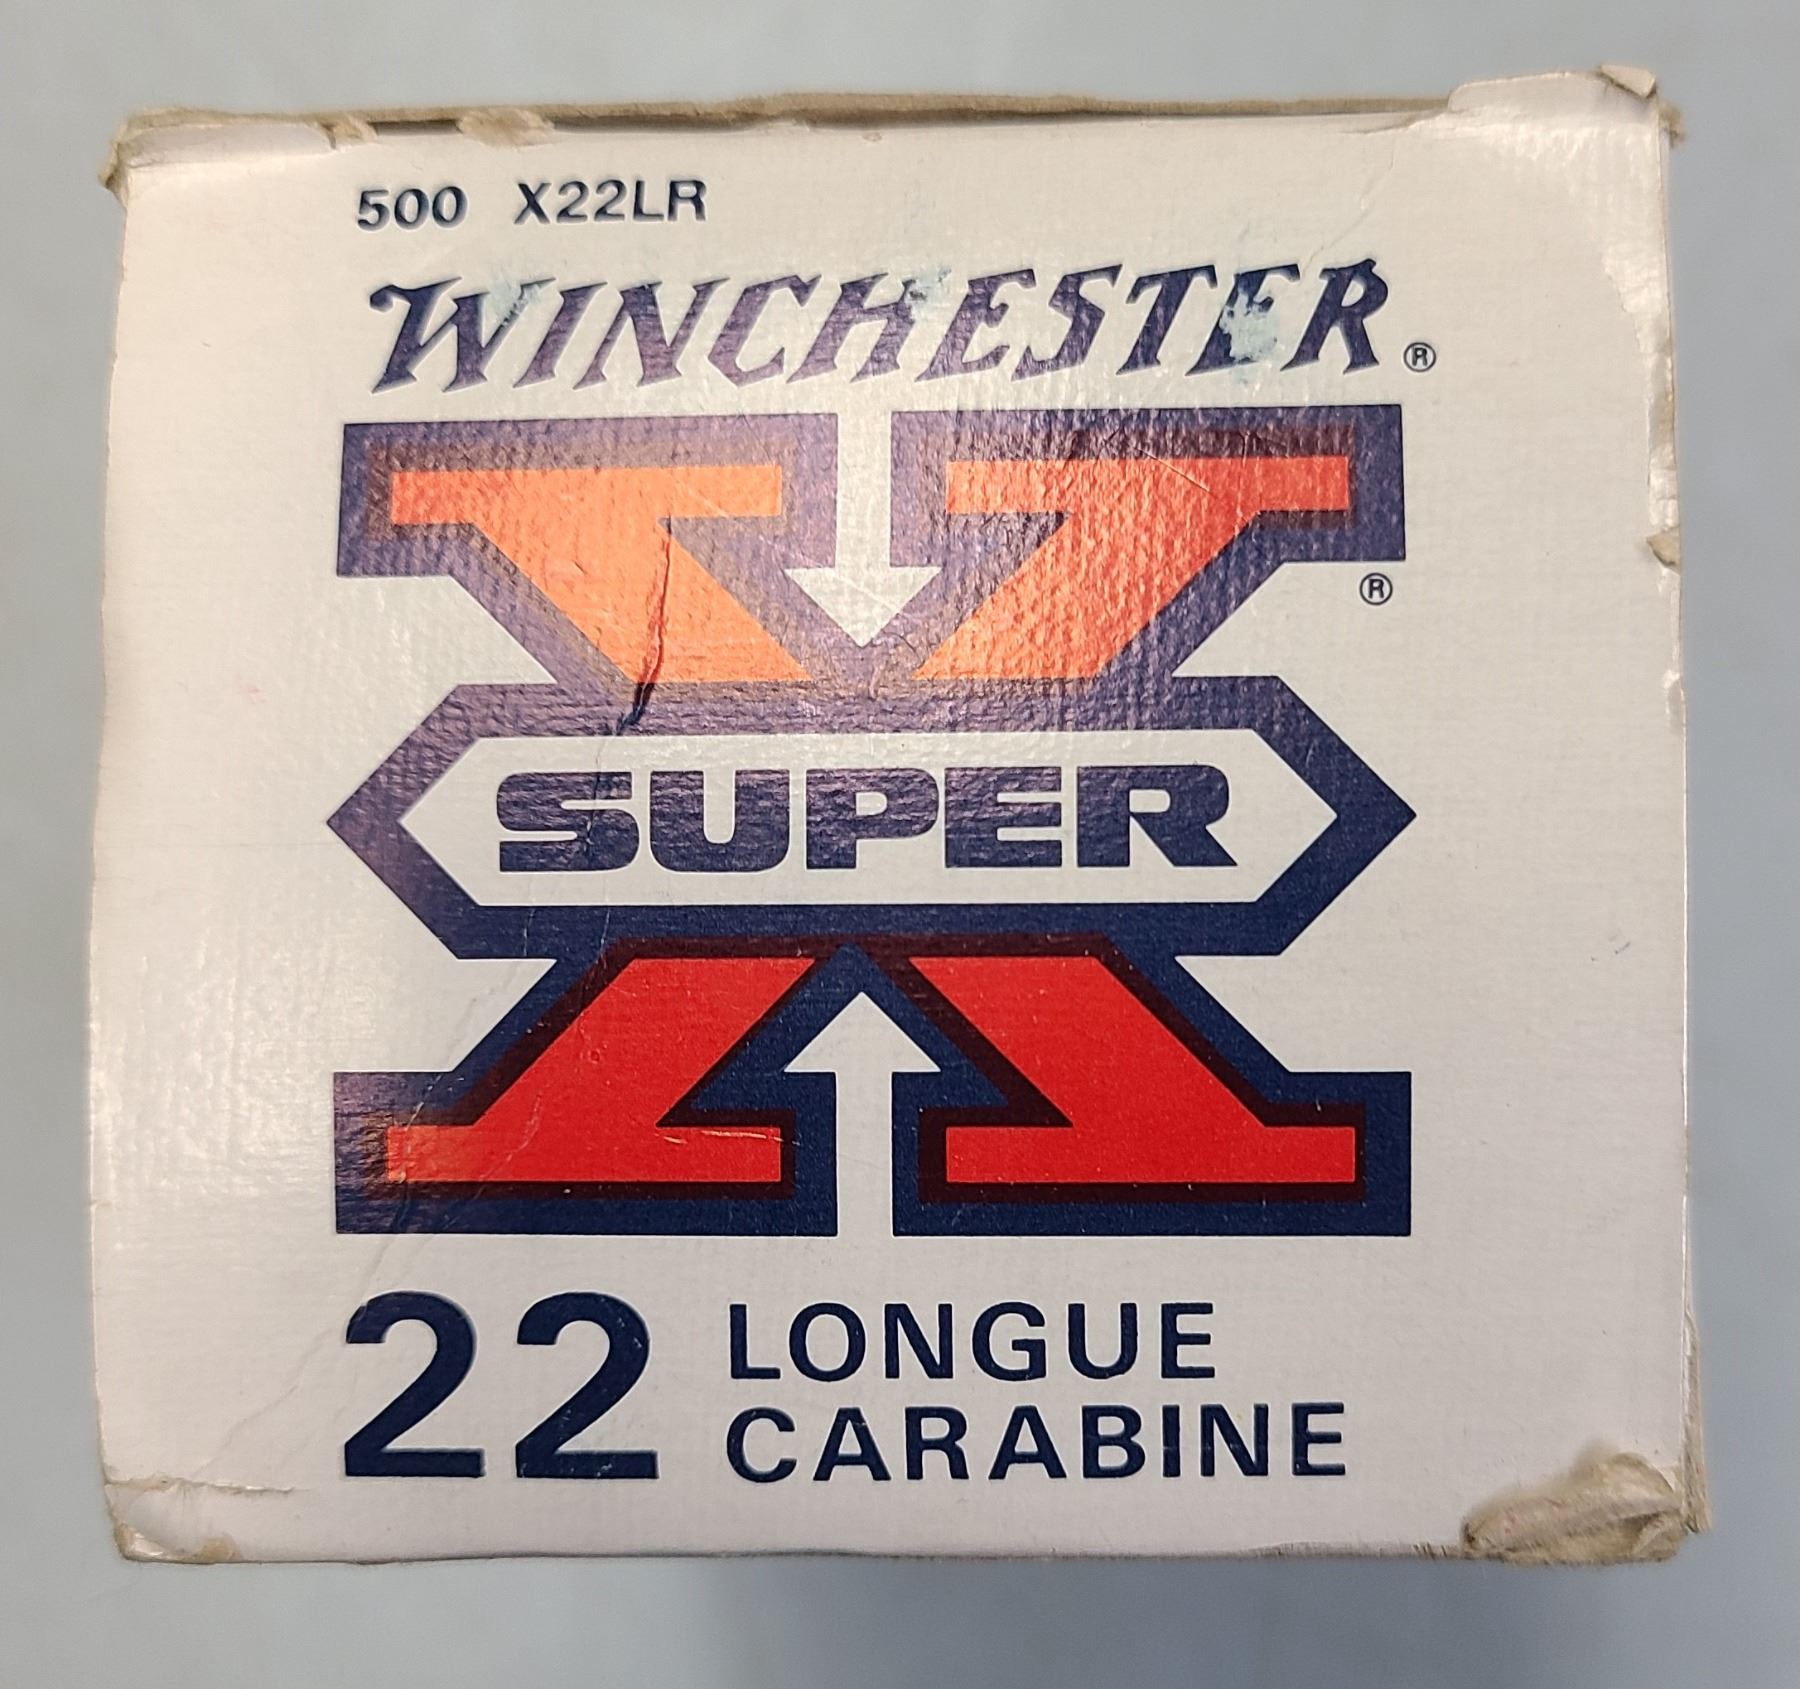 500 X22LR
WINCHESTER®
®
SUPER X
22 LONGUE
CARABINE